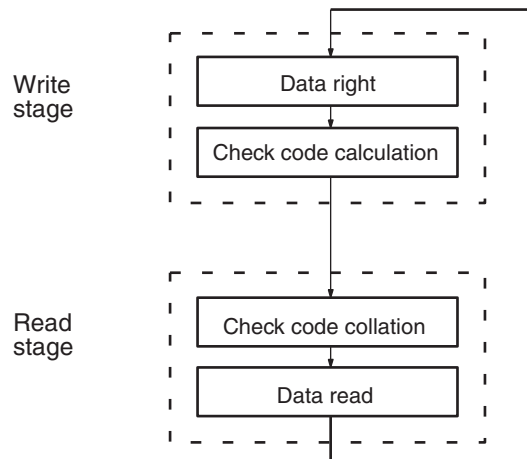 Write
stage
Data right
Check code calculation
Read
stage
Check code collation
Data read